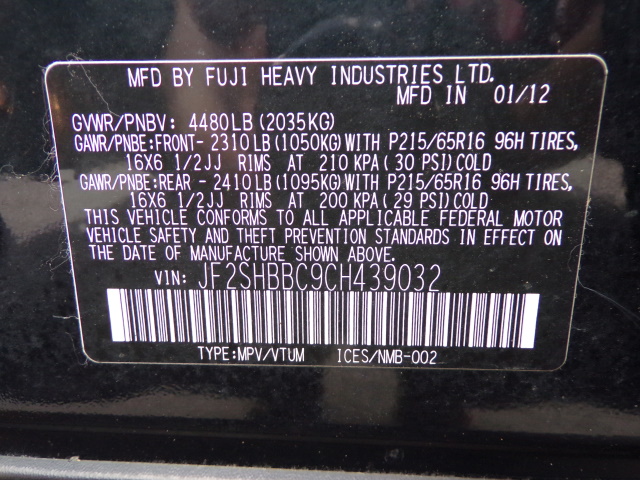 MFD BY FUJI HEAVY INDUSTRIES LTD.
MFD IN 01/12
GVWR/PNBV: 4480LB (2035KG)
GAWR/PNBE:FRONT- 2310LB(1050KG)WITH P215/65R16 96H TIRES,
16X6 1/2JJ RIMS AT 210 KPA (30 PSI)COLD
GAWR/PNBE:REAR - 2410LB(1095KG)WITH P215/65R16 96H TIRES,
16X6 1/2JJ RIMS AT 200 KPA (29 PSI)COLD
THIS VEHICLE CONFORMS TO ALL APPLICABLE FEDERAL MOTOR
VEHICLE SAFETY AND THEFT PREVENTION STANDARDS IN EFFECT ON
THE DATE OF MANUFACTURE SHOWN ABOVE.
VIN: JF2SHBBC9CH439032
TYPE:MPV/VTUM ICES/NMB-002